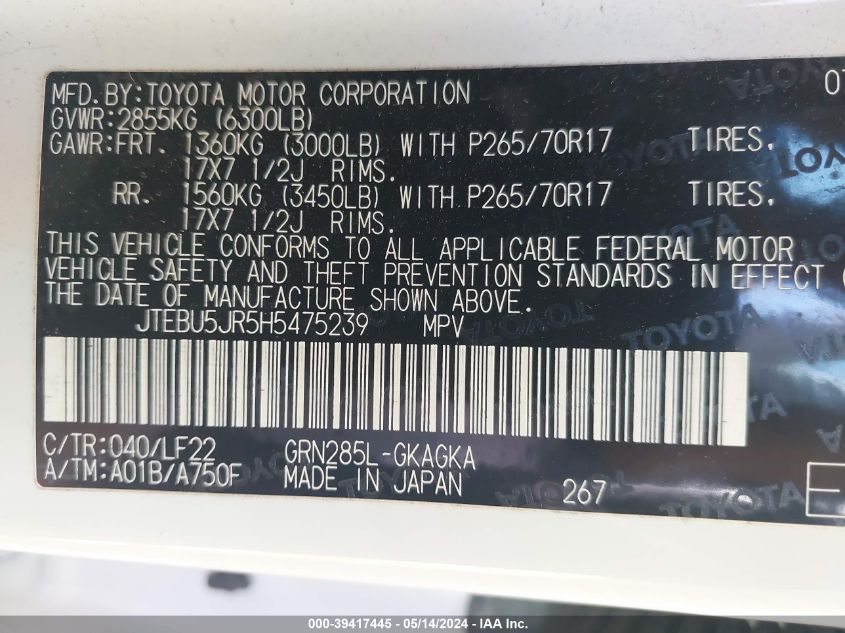 MFD.BY:TOYOTA MOTOR CORPORATION
GVWR:2855KG (6300LB)
GAWR:FRT. 1360KG (3000LB) WITH P265/70R17 TIRES,
17X7 1/2J RIMS.
RR. 1560KG (3450LB) WITH P265/70R17 TIRES,
17X7 1/2J RIMS.
THIS VEHICLE CONFORMS TO ALL APPLICABLE FEDERAL MOTOR
VEHICLE SAFETY AND THEFT PREVENTION STANDARDS IN EFFECT
THE DATE OF MANUFACTURE SHOWN ABOVE.
JTEBU5JR5H5475239 MPV
C/TR:040/LF22 GRN285L-GKAGKA
A/TM:A01B/A750F MADE IN JAPAN 267
TOYOTA
000-39417445 - 05/14/2024 - IAA Inc.